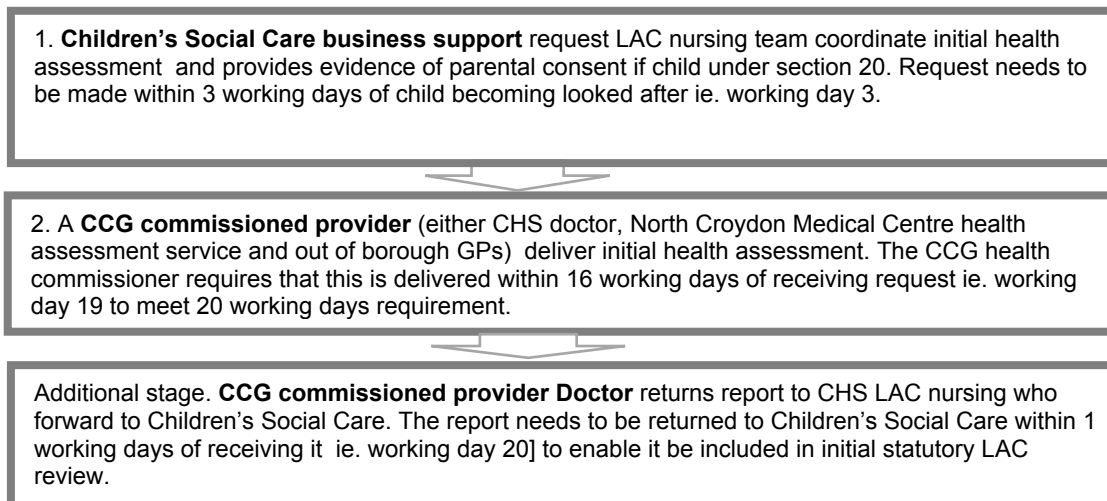 1. Children's Social Care business support request LAC nursing team coordinate initial health
assessment and provides evidence of parental consent if child under section 20. Request needs to
be made within 3 working days of child becoming looked after ie. working day 3.
2. A CCG commissioned provider (either CHS doctor, North Croydon Medical Centre health
assessment service and out of borough GPs) deliver initial health assessment. The CCG health
commissioner requires that this is delivered within 16 working days of receiving request ie. working
day 19 to meet 20 working days requirement.
Additional stage. CCG commissioned provider Doctor returns report to CHS LAC nursing who
forward to Children's Social Care. The report needs to be returned to Children's Social Care within 1
working days of receiving it ie. working day 20] to enable it be included in initial statutory LAC
review.